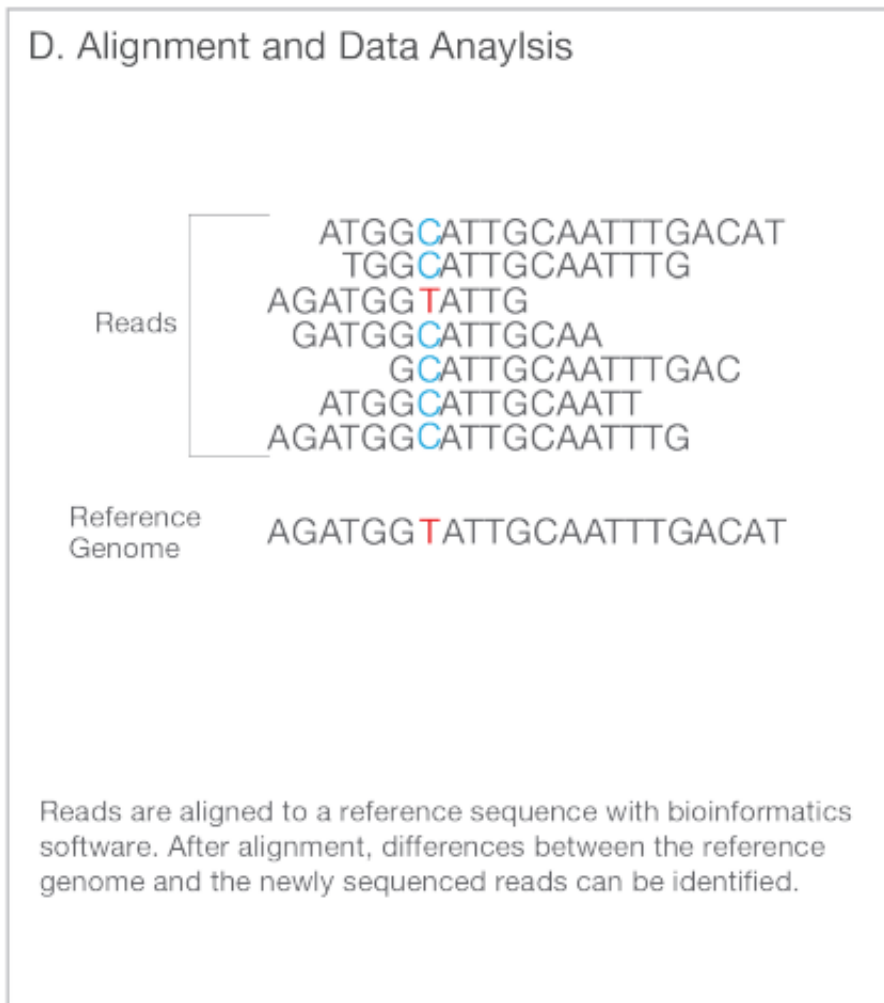 D. Alignment and Data Anaylsis
ATGGCATTGCAATTTGACAT
TGGCATTGCAATTTG
AGATGGTATTG
Reads
GATGGCATTGCAA
GCATTGCAATTTGAC
ATGGCATTGCAATT
AGATGGCATTGCAATTTG
Reference
Genome
AGATGGTATTGCAATTTGACAT
Reads are aligned to a reference sequence with bioinformatics
software. After alignment, differences between the reference
genome and the newly sequenced reads can be identified.